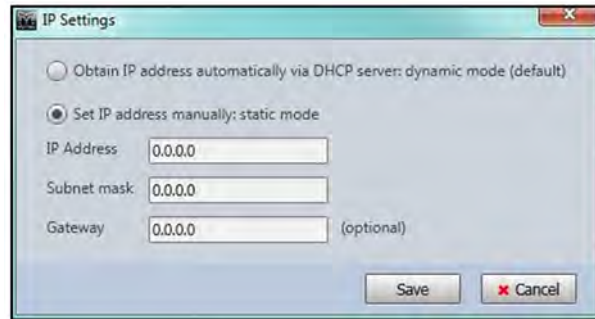 IP Settings
Obtain IP address automatically via DHCP server: dynamic mode (default)
Set IP address manually: static mode
IP Address 0.0.0.0
Subnet mask 0.0.0.0
Gateway 0.0.0.0 (optional)
Save Cancel